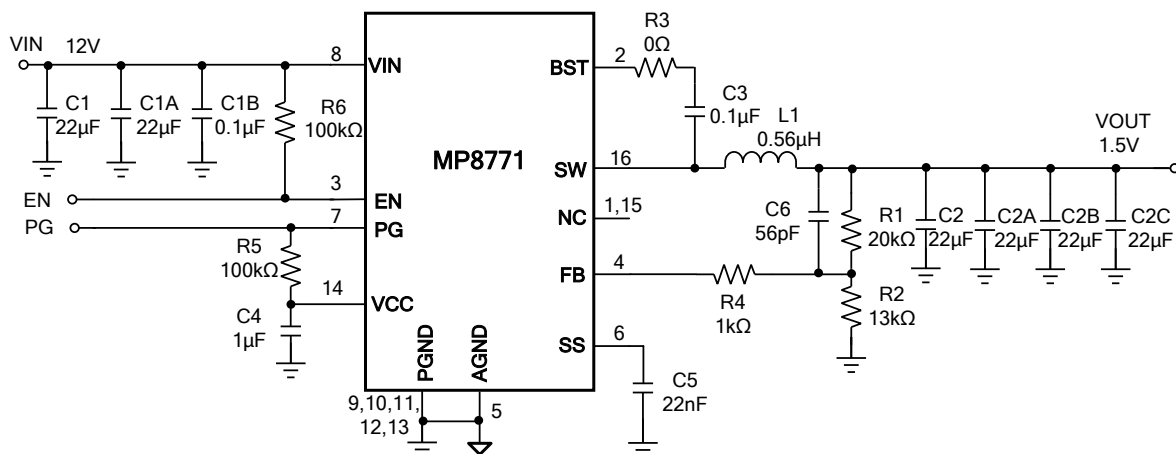 VIN
12V
8
VIN
C1
22µF
C1A
22µF
C1B
0.1µF
R6
100kΩ
EN
3
EN
PG
7
PG
R5
100kΩ
14
VCC
C4
1µF
MP8771
PGND
AGND
9,10,11,
12,13
5
BST
2
R3
0Ω
C3
0.1µF
L1
0.56µH
SW
16
NC
1,15
FB
4
R4
1kΩ
SS
6
C5
22nF
C6
56pF
R1
20kΩ
R2
13kΩ
C2
22µF
C2A
22µF
C2B
22µF
C2C
22µF
VOUT
1.5V